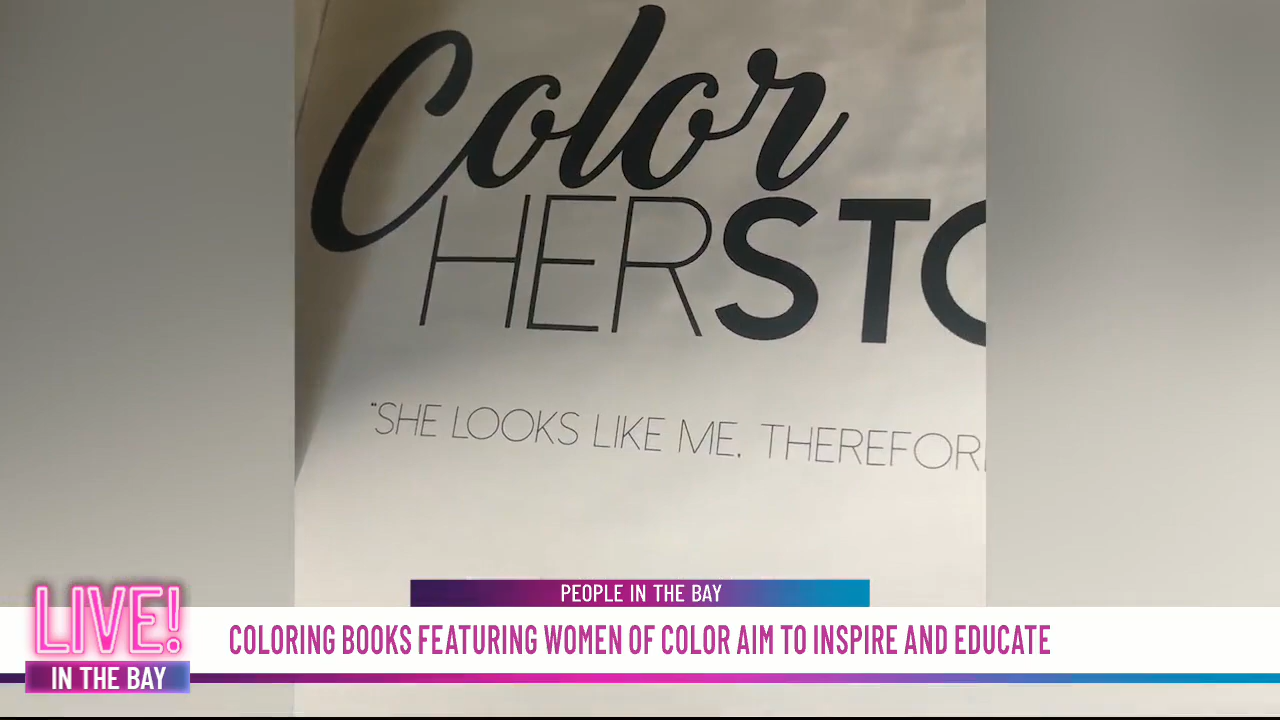 Color
HERSTO
"SHE LOOKS LIKE ME, THEREFOR
PEOPLE IN THE BAY
LIVE!
COLORING BOOKS FEATURING WOMEN OF COLOR AIM TO INSPIRE AND EDUCATE
IN THE BAY